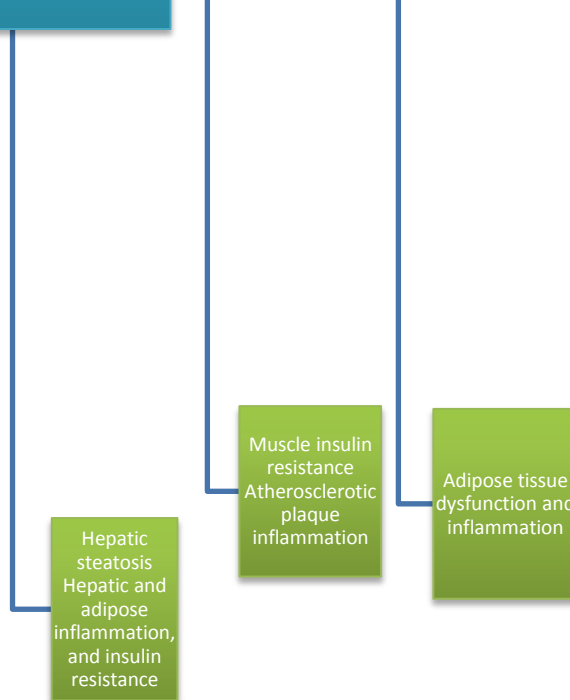 Muscle insulin
resistance
Atherosclerotic
plaque
inflammation
Adipose tissue
dysfunction and
inflammation
Hepatic
steatosis
Hepatic and
adipose
inflammation,
and insulin
resistance